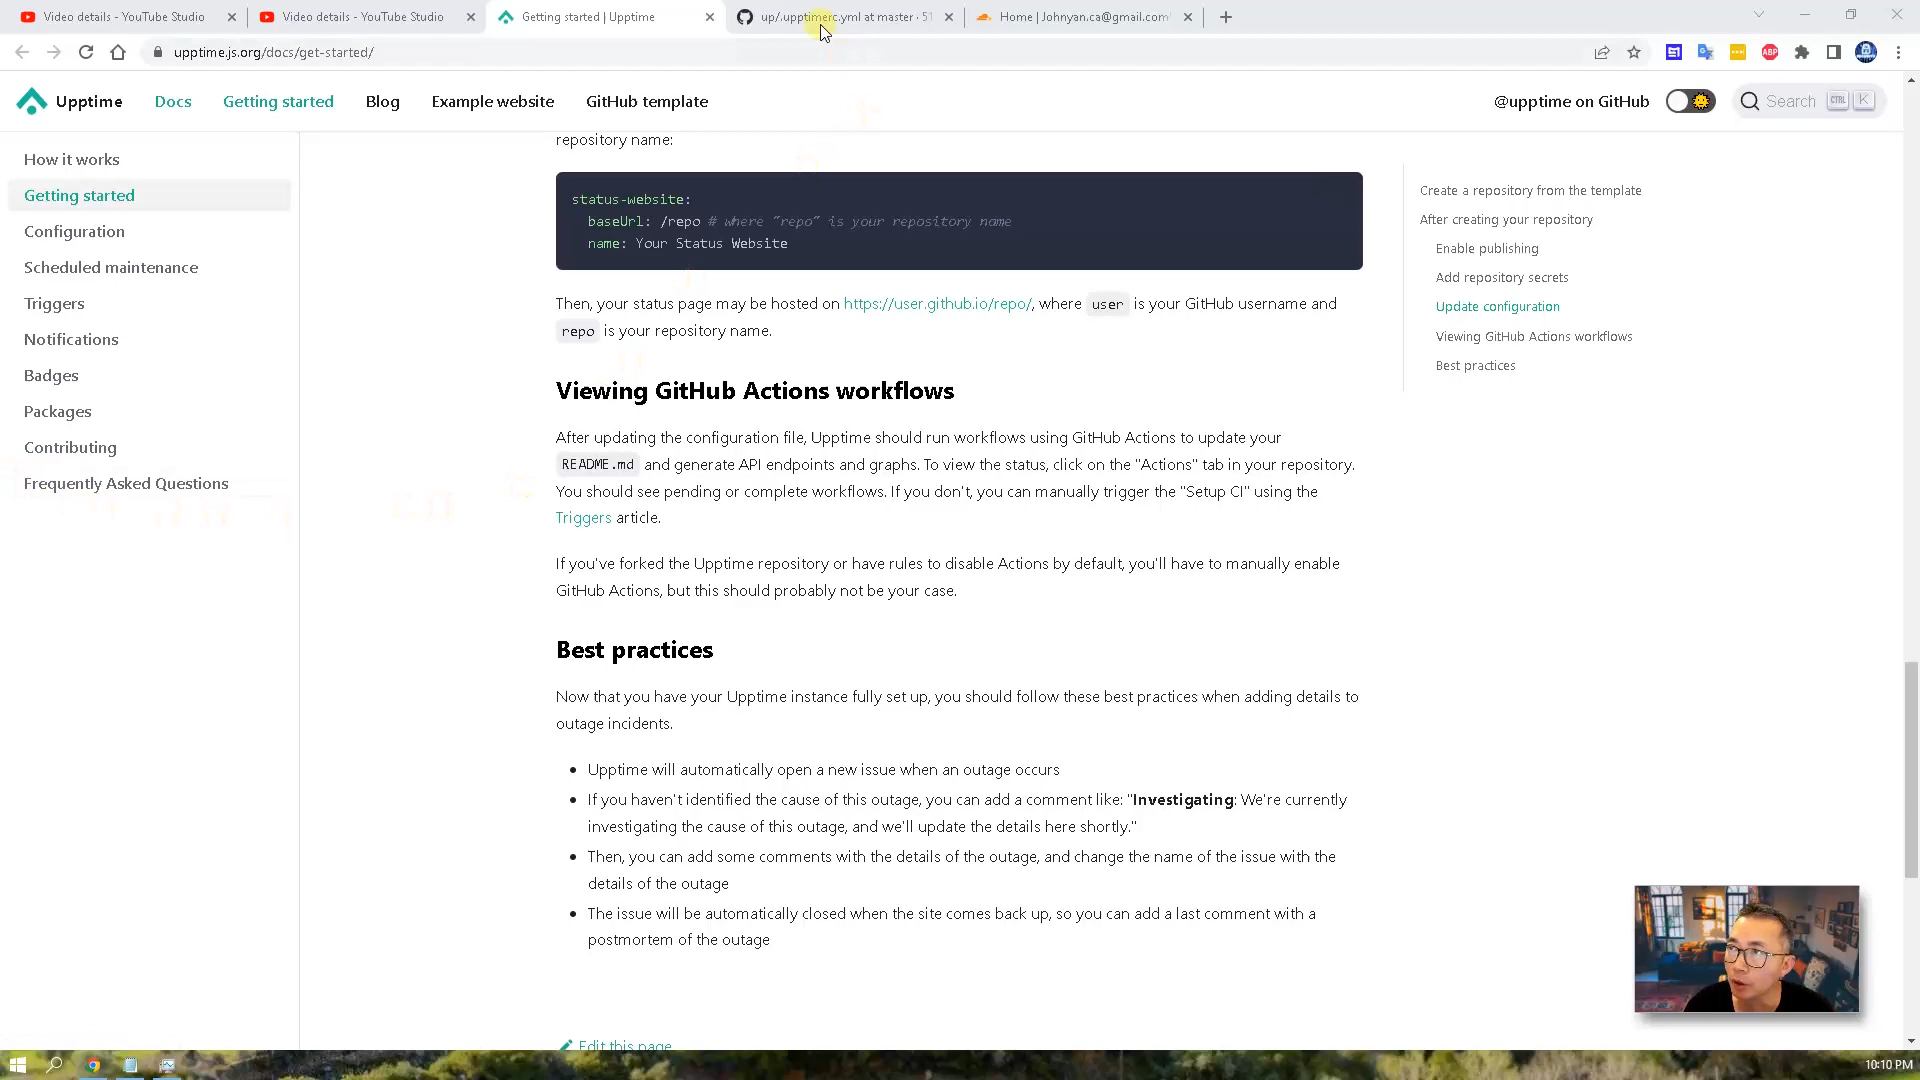 Video details - YouTube Studio
Video details - YouTube Studio
Getting started | Upptime
up/.upptimerc.yml at master · 51
Home | Johnyan.ca@gmail.com
upptime.js.org/docs/get-started/
Upptime
Docs
Getting started
Blog
Example website
GitHub template
@upptime on GitHub
Search
CTRL
K
How it works
Getting started
Configuration
Scheduled maintenance
Triggers
Notifications
Badges
Packages
Contributing
Frequently Asked Questions
repository name:
status-website:
baseUrl: /repo # where "repo" is your repository name
name: Your Status Website
Then, your status page may be hosted on https://user.github.io/repo/, where user is your GitHub username and
repo is your repository name.
Viewing GitHub Actions workflows
After updating the configuration file, Upptime should run workflows using GitHub Actions to update your
README.md and generate API endpoints and graphs. To view the status, click on the "Actions" tab in your repository.
You should see pending or complete workflows. If you don't, you can manually trigger the "Setup CI" using the
Triggers article.
If you've forked the Upptime repository or have rules to disable Actions by default, you'll have to manually enable
GitHub Actions, but this should probably not be your case.
Best practices
Now that you have your Upptime instance fully set up, you should follow these best practices when adding details to
outage incidents.
Upptime will automatically open a new issue when an outage occurs
If you haven't identified the cause of this outage, you can add a comment like: "Investigating: We're currently
investigating the cause of this outage, and we'll update the details here shortly."
Then, you can add some comments with the details of the outage, and change the name of the issue with the
details of the outage
The issue will be automatically closed when the site comes back up, so you can add a last comment with a
postmortem of the outage
Edit this page
Create a repository from the template
After creating your repository
Enable publishing
Add repository secrets
Update configuration
Viewing GitHub Actions workflows
Best practices
ABP
10:10 PM